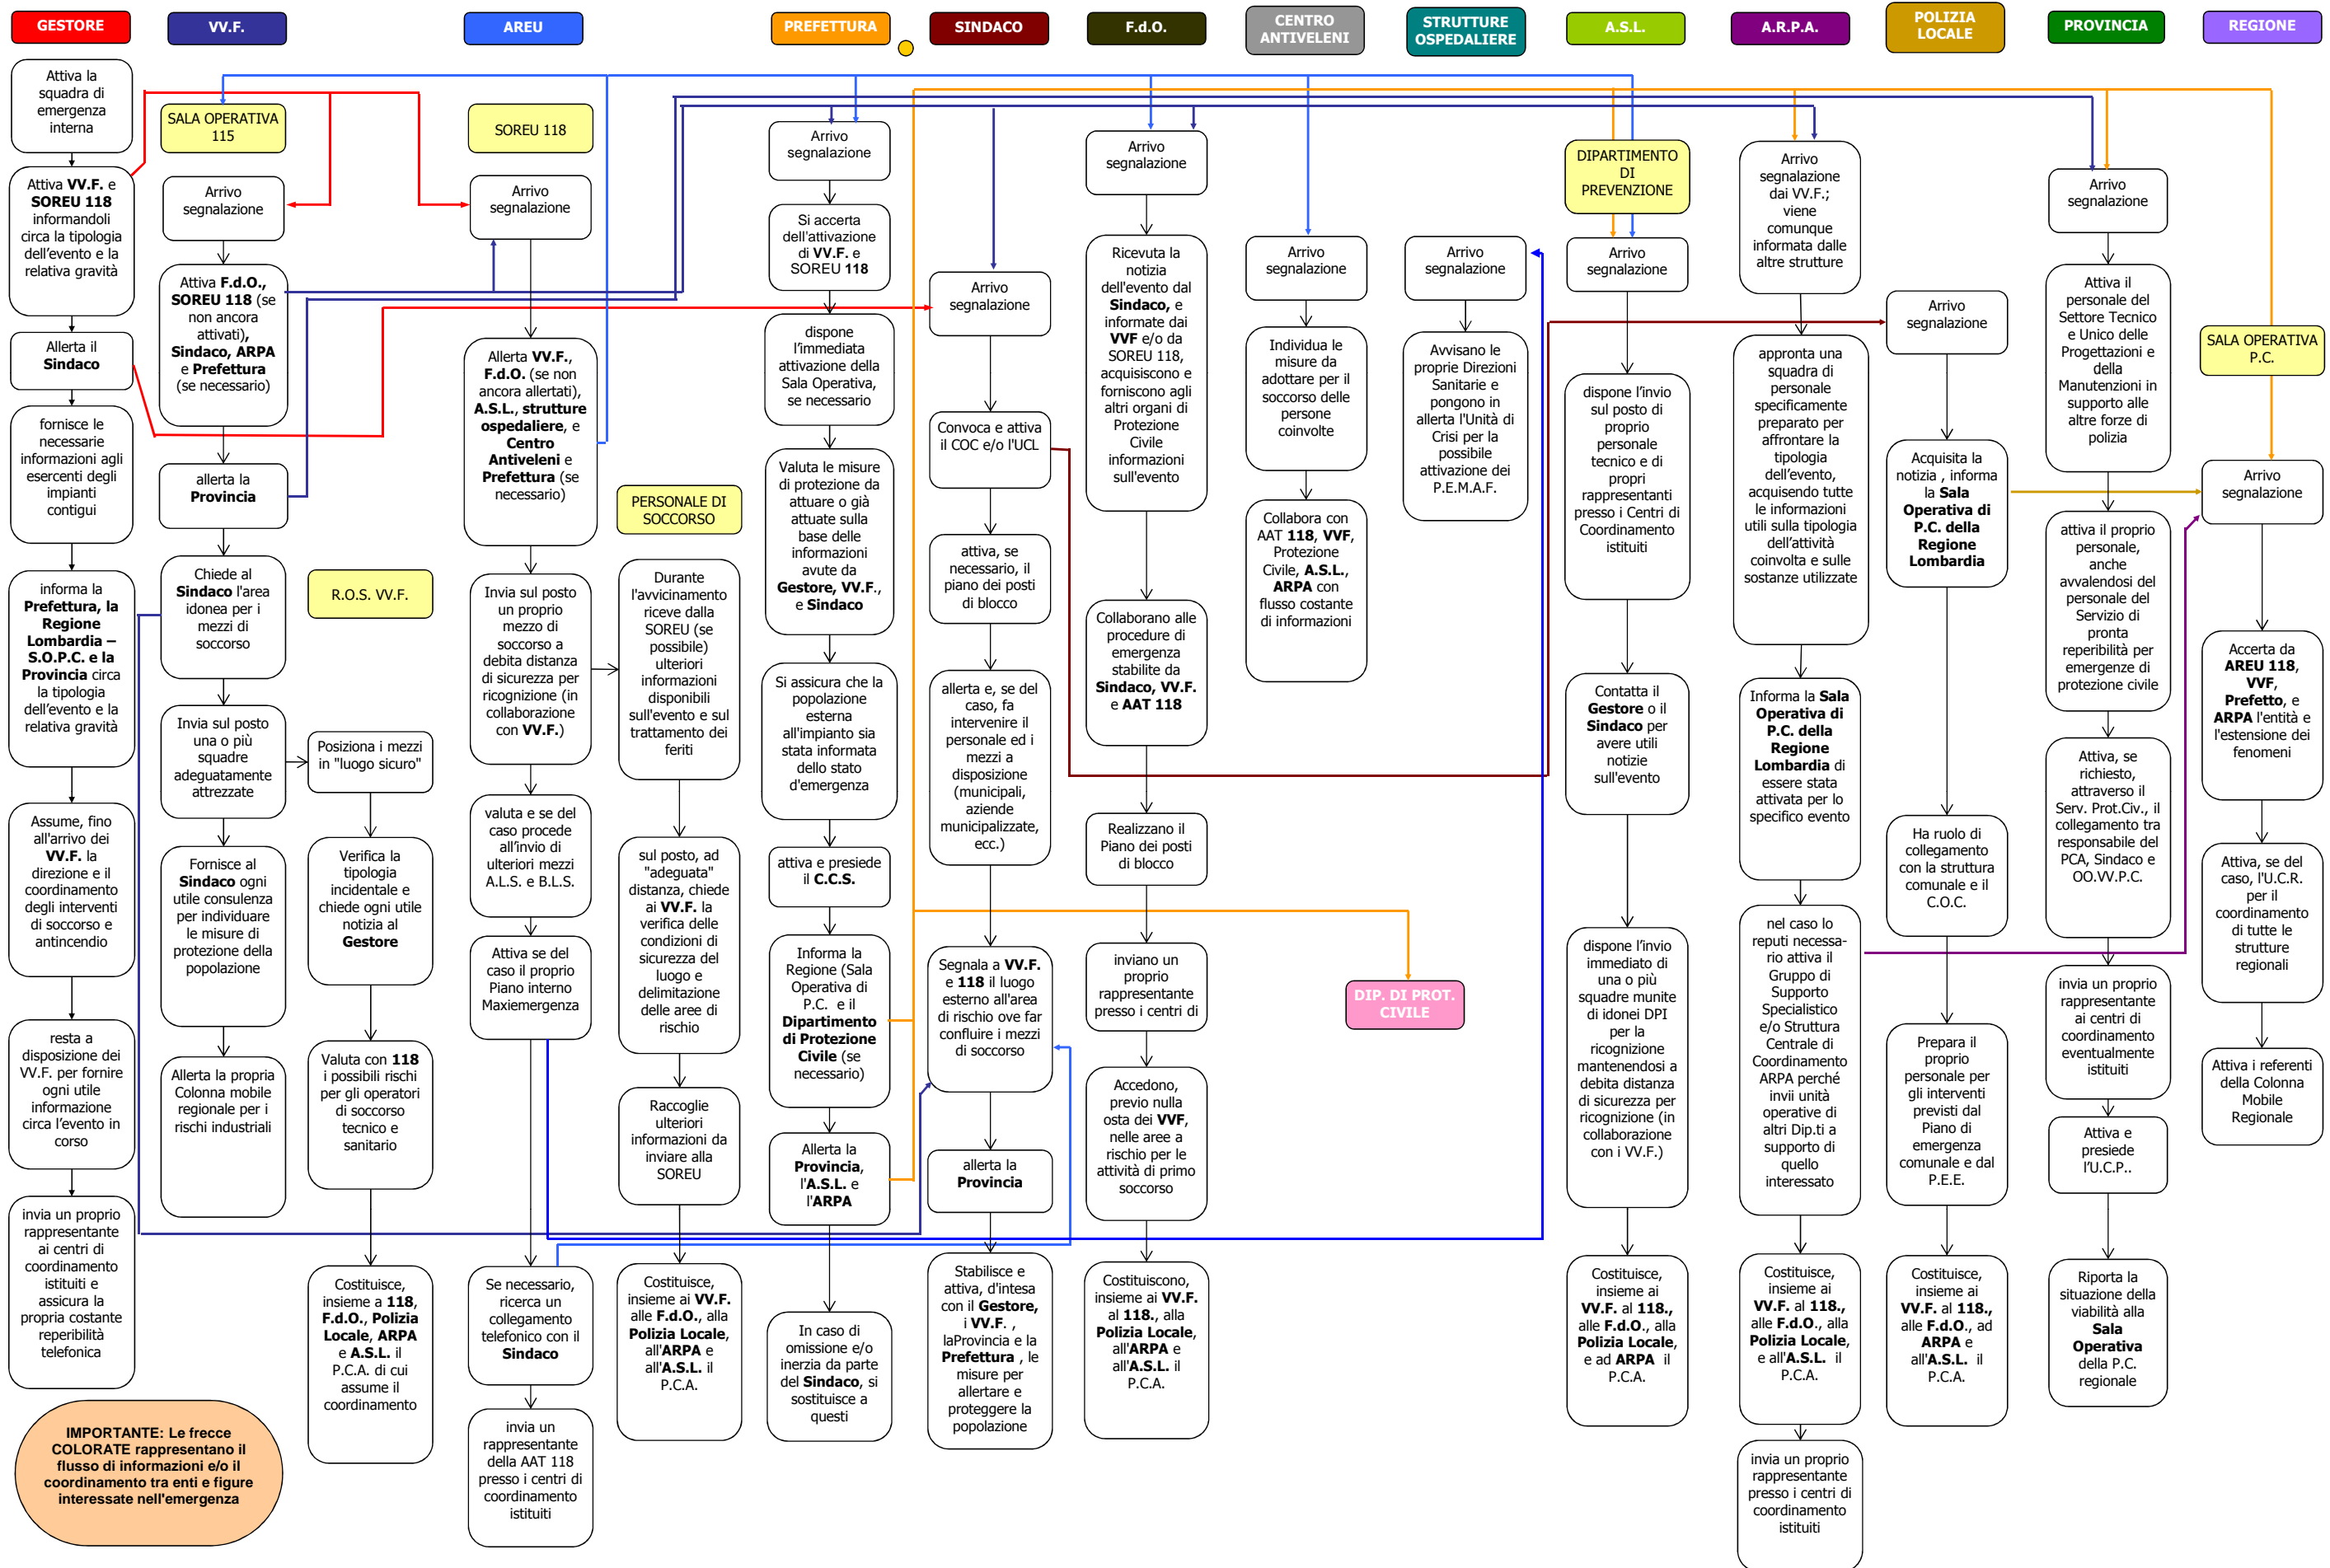 GESTORE
VV.F.
AREU
PREFETTURA
SINDACO
F.d.O.
CENTRO
ANTIVELENI
STRUTTURE
OSPEDALIERE
A.S.L.
A.R.P.A.
POLIZIA
LOCALE
PROVINCIA
REGIONE
Attiva la
squadra di
emergenza
interna
Attiva VV.F. e
SOREU 118
informandoli
circa la tipologia
dell'evento e la
relativa gravità
Allerta il
Sindaco
fornisce le
necessarie
informazioni agli
esercenti degli
impianti
contigui
informa la
Prefettura, la
Regione
Lombardia –
S.O.P.C. e la
Provincia circa
la tipologia
dell'evento e la
relativa gravità
Assume, fino
all'arrivo dei
VV.F. la
direzione e il
coordinamento
degli interventi
di soccorso e
antincendio
resta a
disposizione dei
VV.F. per fornire
ogni utile
informazione
circa l'evento in
corso
invia un proprio
rappresentante
ai centri di
coordinamento
istituiti e
assicura la
propria costante
reperibilità
telefonica
IMPORTANTE: Le frecce
COLORATE rappresentano il
flusso di informazioni e/o il
coordinamento tra enti e figure
interessate nell'emergenza
SALA OPERATIVA
115
Arrivo
segnalazione
Attiva F.d.O.,
SOREU 118 (se
non ancora
attivati),
Sindaco, ARPA
e Prefettura
(se necessario)
allerta la
Provincia
Chiede al
Sindaco l'area
idonea per i
mezzi di
soccorso
Invia sul posto
una o più
squadre
adeguatamente
attrezzate
Fornisce al
Sindaco ogni
utile consulenza
per individuare
le misure di
protezione della
popolazione
Allerta la propria
Colonna mobile
regionale per i
rischi industriali
R.O.S. VV.F.
Posiziona i mezzi
in "luogo sicuro"
Verifica la
tipologia
incidentale e
chiede ogni utile
notizia al
Gestore
Valuta con 118
i possibili rischi
per gli operatori
di soccorso
tecnico e
sanitario
Costituisce,
insieme a 118,
F.d.O., Polizia
Locale, ARPA
e A.S.L. il
P.C.A. di cui
assume il
coordinamento
SOREU 118
Arrivo
segnalazione
Allerta VV.F.,
F.d.O. (se non
ancora allertati),
A.S.L., strutture
ospedaliere, e
Centro
Antiveleni e
Prefettura (se
necessario)
Invia sul posto
un proprio
mezzo di
soccorso a
debita distanza
di sicurezza per
ricognizione (in
collaborazione
con VV.F.)
valuta e se del
caso procede
all'invio di
ulteriori mezzi
A.L.S. e B.L.S.
Attiva se del
caso il proprio
Piano interno
Maxiemergenza
Se necessario,
ricerca un
collegamento
telefonico con il
Sindaco
invia un
rappresentante
della AAT 118
presso i centri di
coordinamento
istituiti
PERSONALE DI
SOCCORSO
Durante
l'avvicinamento
riceve dalla
SOREU (se
possibile)
ulteriori
informazioni
disponibili
sull'evento e sul
trattamento dei
feriti
sul posto, ad
"adeguata"
distanza, chiede
ai VV.F. la
verifica delle
condizioni di
sicurezza del
luogo e
delimitazione
delle aree di
rischio
Raccoglie
ulteriori
informazioni da
inviare alla
SOREU
Costituisce,
insieme ai VV.F.
alle F.d.O., alla
Polizia Locale,
all'ARPA e
all'A.S.L. il
P.C.A.
Arrivo
segnalazione
Si accerta
dell'attivazione
di VV.F. e
SOREU 118
dispone
l'immediata
attivazione della
Sala Operativa,
se necessario
Valuta le misure
di protezione da
attuare o già
attuate sulla
base delle
informazioni
avute da
Gestore, VV.F.,
e Sindaco
Si assicura che la
popolazione
esterna
all'impianto sia
stata informata
dello stato
d'emergenza
attiva e presiede
il C.C.S.
Informa la
Regione (Sala
Operativa di
P.C. e il
Dipartimento
di Protezione
Civile (se
necessario)
Allerta la
Provincia,
l'A.S.L. e
l'ARPA
In caso di
omissione e/o
inerzia da parte
del Sindaco, si
sostituisce a
questi
Arrivo
segnalazione
Convoca e attiva
il COC e/o l'UCL
attiva, se
necessario, il
piano dei posti
di blocco
allerta e, se del
caso, fa
intervenire il
personale ed i
mezzi a
disposizione
(municipali,
aziende
municipalizzate,
ecc.)
Segnala a VV.F.
e 118 il luogo
esterno all'area
di rischio ove far
confluire i mezzi
di soccorso
allerta la
Provincia
Stabilisce e
attiva, d'intesa
con il Gestore,
i VV.F. ,
laProvincia e la
Prefettura , le
misure per
allertare e
proteggere la
popolazione
Arrivo
segnalazione
Ricevuta la
notizia
dell'evento dal
Sindaco, e
informate dai
VVF e/o da
SOREU 118,
acquisiscono e
forniscono agli
altri organi di
Protezione
Civile
informazioni
sull'evento
Collaborano alle
procedure di
emergenza
stabilite da
Sindaco, VV.F.
e AAT 118
Realizzano il
Piano dei posti
di blocco
inviano un
proprio
rappresentante
presso i centri di
Accedono,
previo nulla
osta dei VVF,
nelle aree a
rischio per le
attività di primo
soccorso
Costituiscono,
insieme ai VV.F.
al 118., alla
Polizia Locale,
all'ARPA e
all'A.S.L. il
P.C.A.
Arrivo
segnalazione
Individua le
misure da
adottare per il
soccorso delle
persone
coinvolte
Collabora con
AAT 118, VVF,
Protezione
Civile, A.S.L.,
ARPA con
flusso costante
di informazioni
Arrivo
segnalazione
Avvisano le
proprie Direzioni
Sanitarie e
pongono in
allerta l'Unità di
Crisi per la
possibile
attivazione dei
P.E.M.A.F.
DIP. DI PROT.
CIVILE
DIPARTIMENTO
DI
PREVENZIONE
Arrivo
segnalazione
dispone l'invio
sul posto di
proprio
personale
tecnico e di
propri
rappresentanti
presso i Centri di
Coordinamento
istituiti
Contatta il
Gestore o il
Sindaco per
avere utili
notizie
sull'evento
dispone l'invio
immediato di
una o più
squadre munite
di idonei DPI
per la
ricognizione
mantenendosi a
debita distanza
di sicurezza per
ricognizione (in
collaborazione
con i VV.F.)
Costituisce,
insieme ai
VV.F. al 118.,
alle F.d.O., alla
Polizia Locale,
e ad ARPA il
P.C.A.
Arrivo
segnalazione
dai VV.F.;
viene
comunque
informata dalle
altre strutture
appronta una
squadra di
personale
specificamente
preparato per
affrontare la
tipologia
dell'evento,
acquisendo tutte
le informazioni
utili sulla tipologia
dell'attività
coinvolta e sulle
sostanze utilizzate
Informa la Sala
Operativa di
P.C. della
Regione
Lombardia di
essere stata
attivata per lo
specifico evento
nel caso lo
reputi necessa-
rio attiva il
Gruppo di
Supporto
Specialistico
e/o Struttura
Centrale di
Coordinamento
ARPA perché
invii unità
operative di
altri Dip.ti a
supporto di
quello
interessato
Costituisce,
insieme ai
VV.F. al 118.,
alle F.d.O., alla
Polizia Locale,
e all'A.S.L. il
P.C.A.
invia un proprio
rappresentante
presso i centri di
coordinamento
istituiti
Arrivo
segnalazione
Acquisita la
notizia , informa
la Sala
Operativa di
P.C. della
Regione
Lombardia
Ha ruolo di
collegamento
con la struttura
comunale e il
C.O.C.
Prepara il
proprio
personale per
gli interventi
previsti dal
Piano di
emergenza
comunale e dal
P.E.E.
Costituisce,
insieme ai
VV.F. al 118.,
alle F.d.O., ad
ARPA e
all'A.S.L. il
P.C.A.
Arrivo
segnalazione
Attiva il
personale del
Settore Tecnico
e Unico delle
Progettazioni e
della
Manutenzioni in
supporto alle
altre forze di
polizia
attiva il proprio
personale,
anche
avvalendosi del
personale del
Servizio di
pronta
reperibilità per
emergenze di
protezione civile
Attiva, se
richiesto,
attraverso il
Serv. Prot.Civ., il
collegamento tra
responsabile del
PCA, Sindaco e
OO.VV.P.C.
invia un proprio
rappresentante
ai centri di
coordinamento
eventualmente
istituiti
Attiva e
presiede
l'U.C.P..
Riporta la
situazione della
viabilità alla
Sala
Operativa
della P.C.
regionale
SALA OPERATIVA
P.C.
Arrivo
segnalazione
Accerta da
AREU 118,
VVF,
Prefetto, e
ARPA l'entità e
l'estensione dei
fenomeni
Attiva, se del
caso, l'U.C.R.
per il
coordinamento
di tutte le
strutture
regionali
Attiva i referenti
della Colonna
Mobile
Regionale